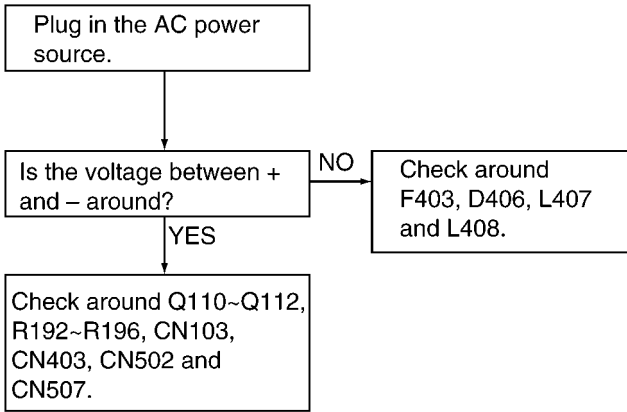 Plug in the AC power
source.
Is the voltage between +
and – around?
NO
Check around
F403, D406, L407
and L408.
YES
Check around Q110~Q112,
R192~R196, CN103,
CN403, CN502 and
CN507.